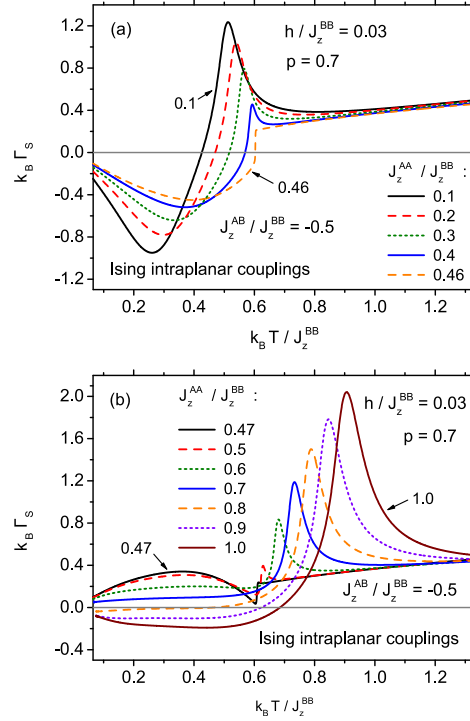 (a)
h / J_z^BB = 0.03
p = 0.7
0.1
0.46
J_z^AA / J_z^BB :
0.1
0.2
0.3
0.4
0.46
J_z^AB / J_z^BB = -0.5
Ising intraplanar couplings
k_B Γ_S
1.2
0.8
0.4
0.0
-0.4
-0.8
-1.2
0.2 0.4 0.6 0.8 1.0 1.2
k_B T / J_z^BB
(b)
J_z^AA / J_z^BB :
0.47
0.5
0.6
0.7
0.8
0.9
1.0
h / J_z^BB = 0.03
p = 0.7
1.0
0.47
J_z^AB / J_z^BB = -0.5
Ising intraplanar couplings
k_B Γ_S
2.0
1.6
1.2
0.8
0.4
0.0
-0.4
0.2 0.4 0.6 0.8 1.0 1.2
k_B T / J_z^BB